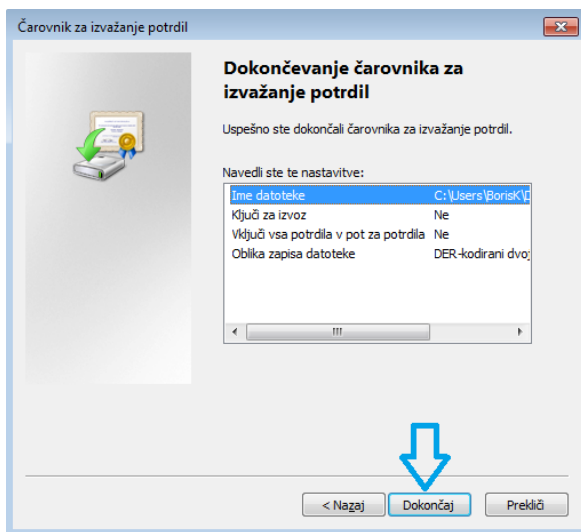 Čarovnik za izvažanje potrdil
Dokončevanje čarovnika za
izvažanje potrdil
Uspešno ste dokončali čarovnika za izvažanje potrdil.
Navedli ste te nastavitve:
Ime datoteke C:\Users\BorisK\D
Ključi za izvoz Ne
Vključi vsa potrdila v pot za potrdila Ne
Oblika zapisa datoteke DER-kodirani dvoj
< Nazaj Dokončaj Prekliči